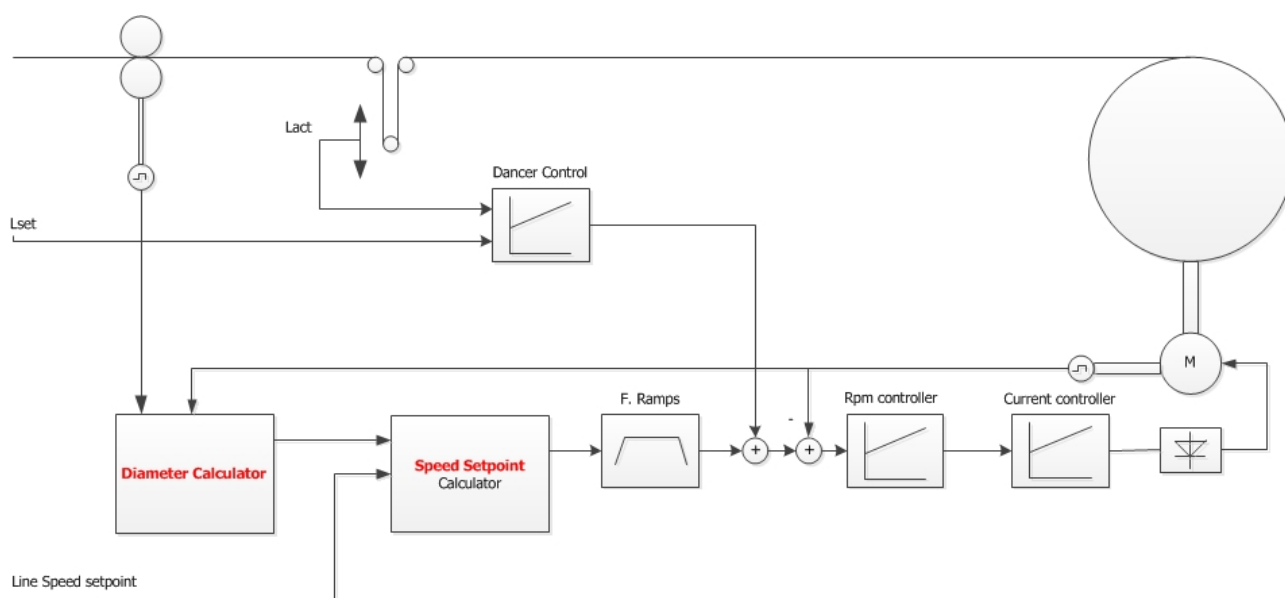 Lact
Dancer Control
Lset
M
F. Ramps
Rpm controller
Current controller
-
+
+
Diameter Calculator
Speed Setpoint
Calculator
Line Speed setpoint